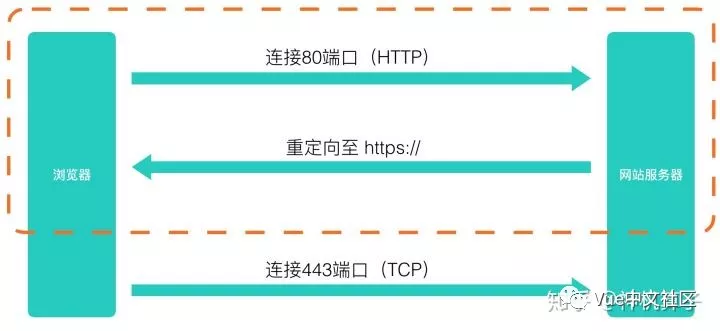 连接80端口（HTTP）
重定向至 https://
浏览器
网站服务器
连接443端口（TCP）
Vue中文社区